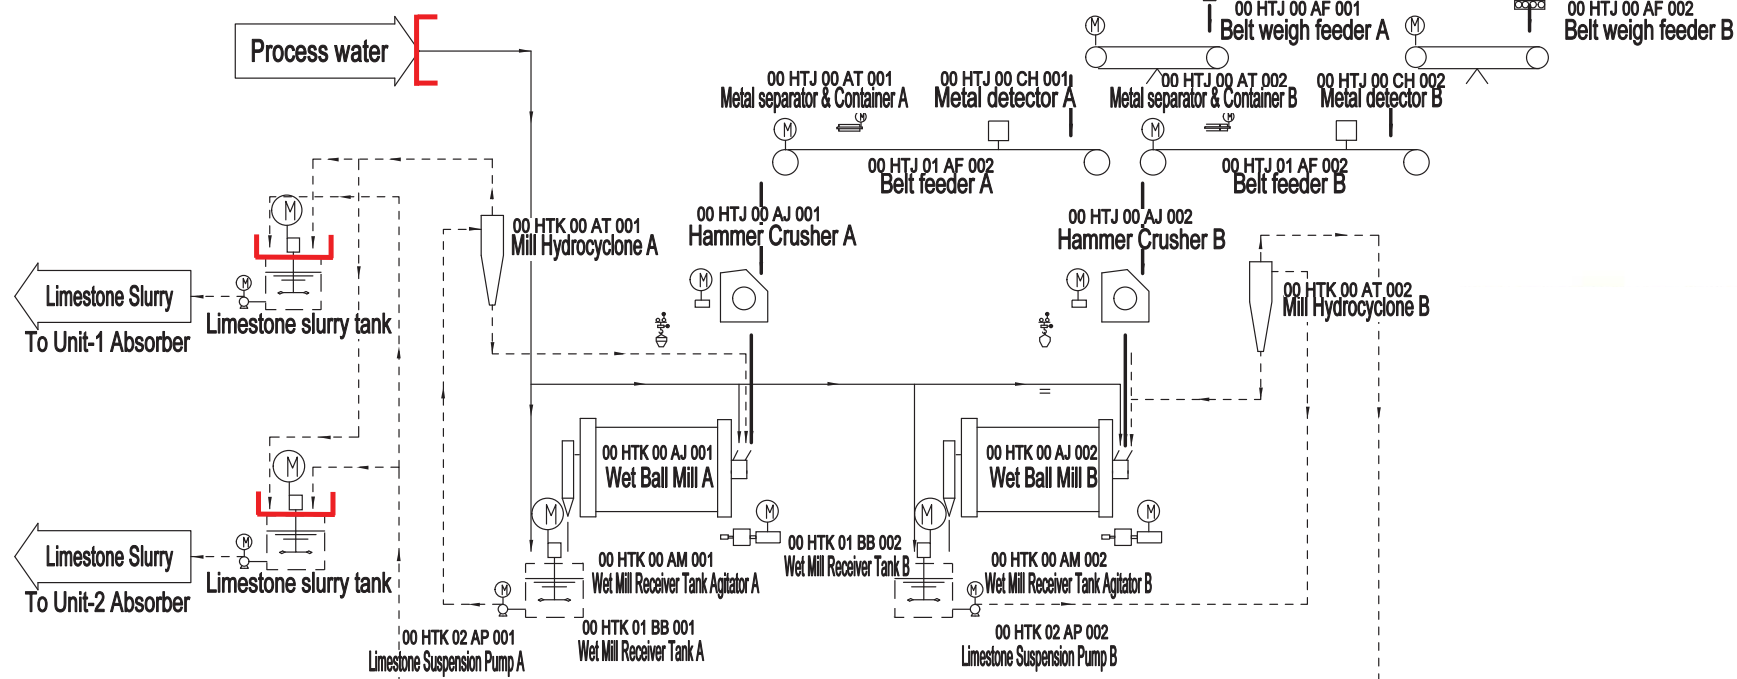 00 HTJ 00 AF 001
Belt weigh feeder A
00 HTJ 00 AF 002
Belt weigh feeder B
Process water
M
M
00 HTJ 00 AT 001
Metal separator & Container A
00 HTJ 00 CH 001
Metal detector A
00 HTJ 00 AT 002
Metal separator & Container B
00 HTJ 00 CH 002
Metal detector B
M
M
M
M
00 HTJ 01 AF 002
Belt feeder A
00 HTJ 01 AF 002
Belt feeder B
M
00 HTK 00 AT 001
Mill Hydrocyclone A
00 HTJ 00 AJ 001
Hammer Crusher A
00 HTJ 00 AJ 002
Hammer Crusher B
M
M
M
Limestone Slurry
To Unit-1 Absorber
Limestone slurry tank
00 HTK 00 AT 002
Mill Hydrocyclone B
00 HTK 00 AJ 001
Wet Ball Mill A
00 HTK 00 AJ 002
Wet Ball Mill B
M
M
M
M
M
M
Limestone Slurry
To Unit-2 Absorber
Limestone slurry tank
00 HTK 00 AM 001
Wet Mill Receiver Tank Agitator A
00 HTK 01 BB 002
Wet Mill Receiver Tank B
00 HTK 00 AM 002
Wet Mill Receiver Tank Agitator B
M
M
00 HTK 02 AP 001
Limestone Suspension Pump A
00 HTK 01 BB 001
Wet Mill Receiver Tank A
00 HTK 02 AP 002
Limestone Suspension Pump B